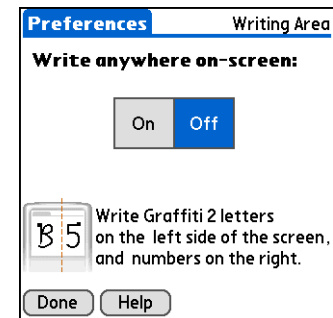 Preferences Writing Area
Write anywhere on-screen:
On Off
B 5
Write Graffiti 2 letters
on the left side of the screen,
and numbers on the right.
Done Help